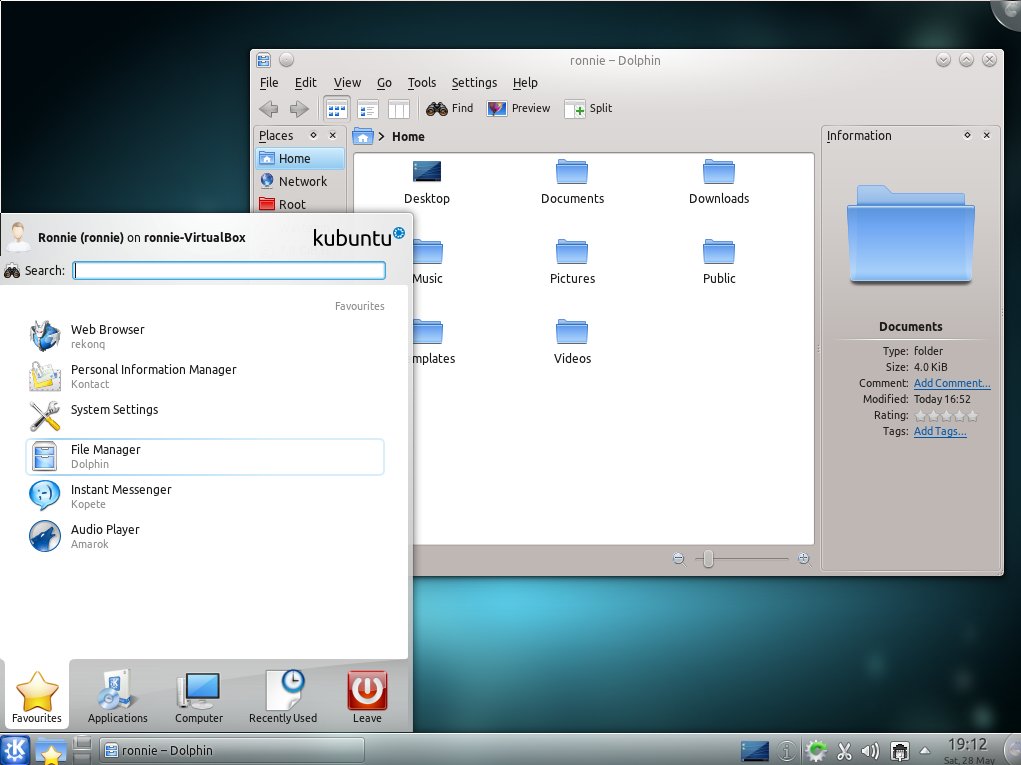 ronnie – Dolphin
File Edit View Go Tools Settings Help
Find Preview Split
Places
Home
Information
Home
Network
Root
Desktop Documents Downloads
Music Pictures Public
mplates Videos
Documents
Type: folder
Size: 4.0 KiB
Comment: Add Comment...
Modified: Today 16:52
Rating:
Tags: Add Tags...
Ronnie (ronnie) on ronnie-VirtualBox
kubuntu
Search:
Favourites
Web Browser
rekonq
Personal Information Manager
Kontact
System Settings
File Manager
Dolphin
Instant Messenger
Kopete
Audio Player
Amarok
Favourites Applications Computer Recently Used Leave
ronnie – Dolphin
19:12
Sat, 28 May